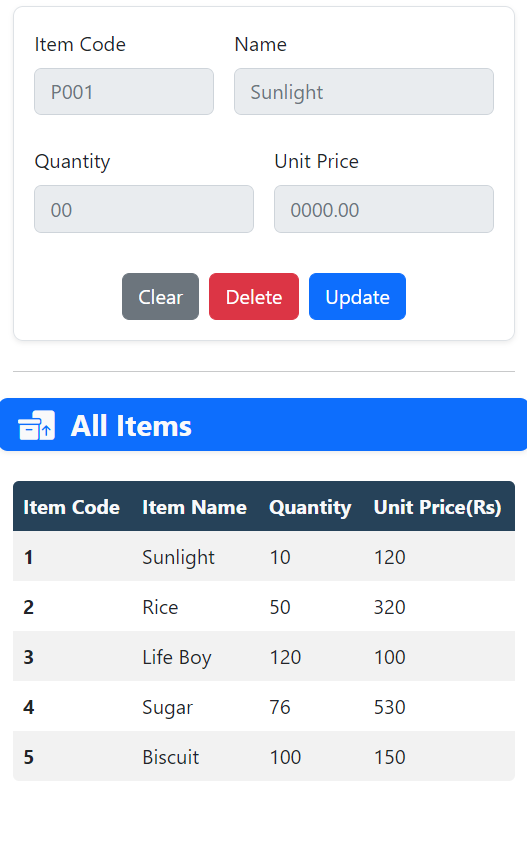 Item Code Name
P001 Sunlight
Quantity Unit Price
00 0000.00
Clear Delete Update
All Items
Item Code Item Name Quantity Unit Price(Rs)
1 Sunlight 10 120
2 Rice 50 320
3 Life Boy 120 100
4 Sugar 76 530
5 Biscuit 100 150